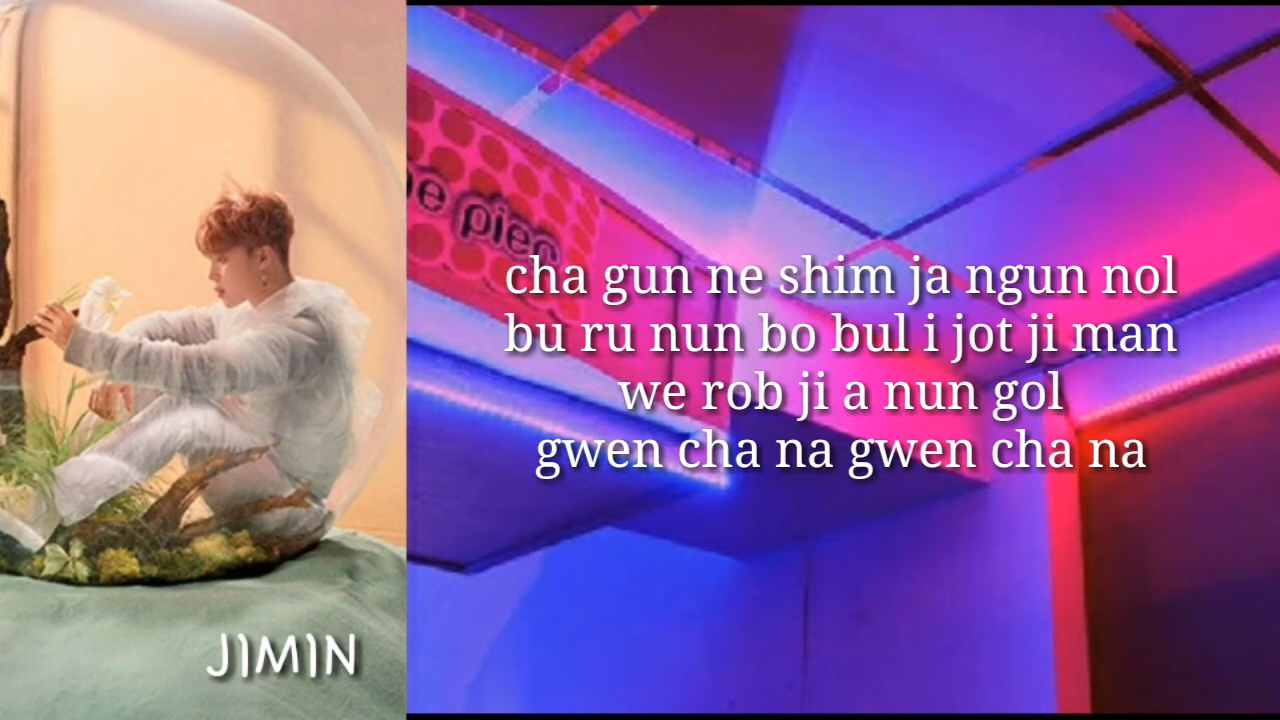 pien
cha gun ne shim ja ngun nol
bu ru nun bo bul i jot ji man
we rob ji a nun gol
gwen cha na gwen cha na
JIMIN